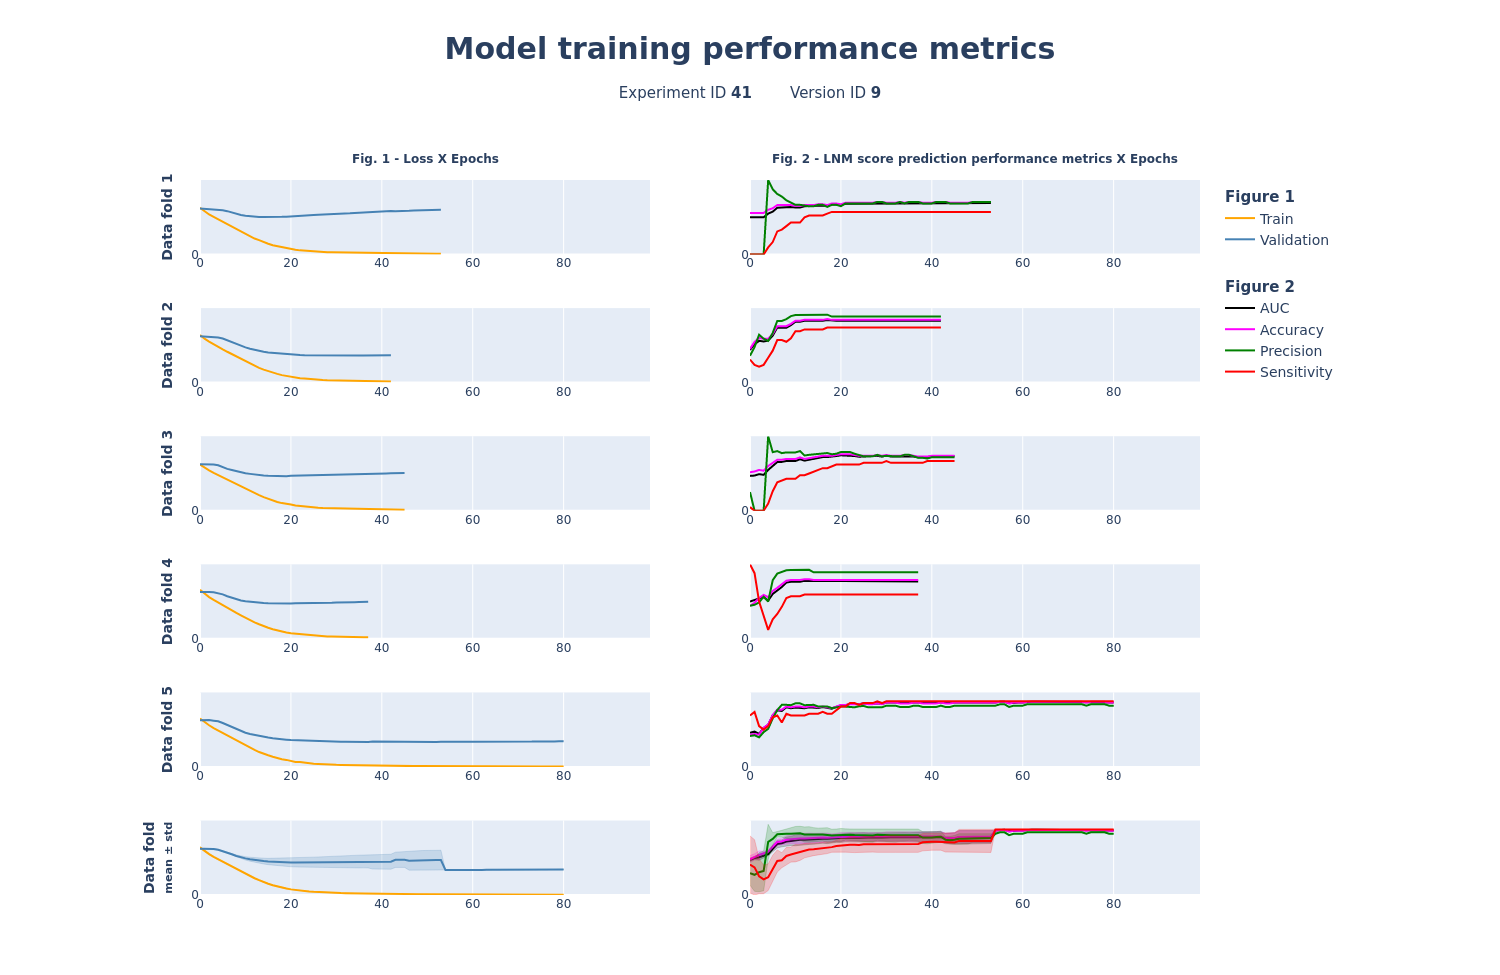 Model training performance metrics
Experiment ID 41 Version ID 9
Fig. 1 - Loss X Epochs
Fig. 2 - LNM score prediction performance metrics X Epochs
Data fold 1
0
0 20 40 60 80
0
0 20 40 60 80
Figure 1
Train
Validation
Figure 2
AUC
Accuracy
Precision
Sensitivity
Data fold 2
0
0 20 40 60 80
0
0 20 40 60 80
Data fold 3
0
0 20 40 60 80
0
0 20 40 60 80
Data fold 4
0
0 20 40 60 80
0
0 20 40 60 80
Data fold 5
0
0 20 40 60 80
0
0 20 40 60 80
Data fold
mean ± std
0
0 20 40 60 80
0
0 20 40 60 80